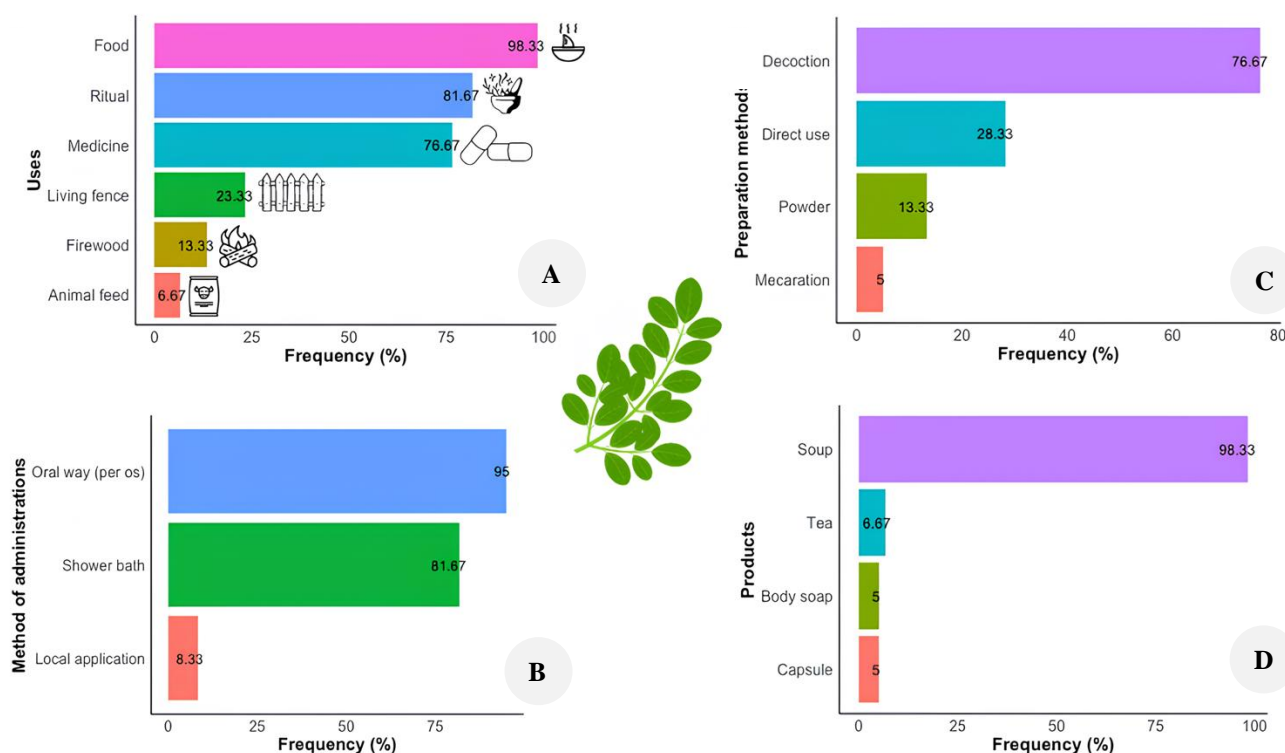 Uses
Food
98.33
Ritual
81.67
Medicine
76.67
Living fence
23.33
Firewood
13.33
Animal feed
6.67
0 25 50 75 100
Frequency (%)
A
Preparation methods
Decoction
76.67
Direct use
28.33
Powder
13.33
Mecaration
5
0 20 40 60 80
Frequency (%)
C
Method of administrations
Oral way (per os)
95
Shower bath
81.67
Local application
8.33
0 25 50 75
Frequency (%)
B
Products
Soup
98.33
Tea
6.67
Body soap
5
Capsule
5
0 25 50 75 100
Frequency (%)
D